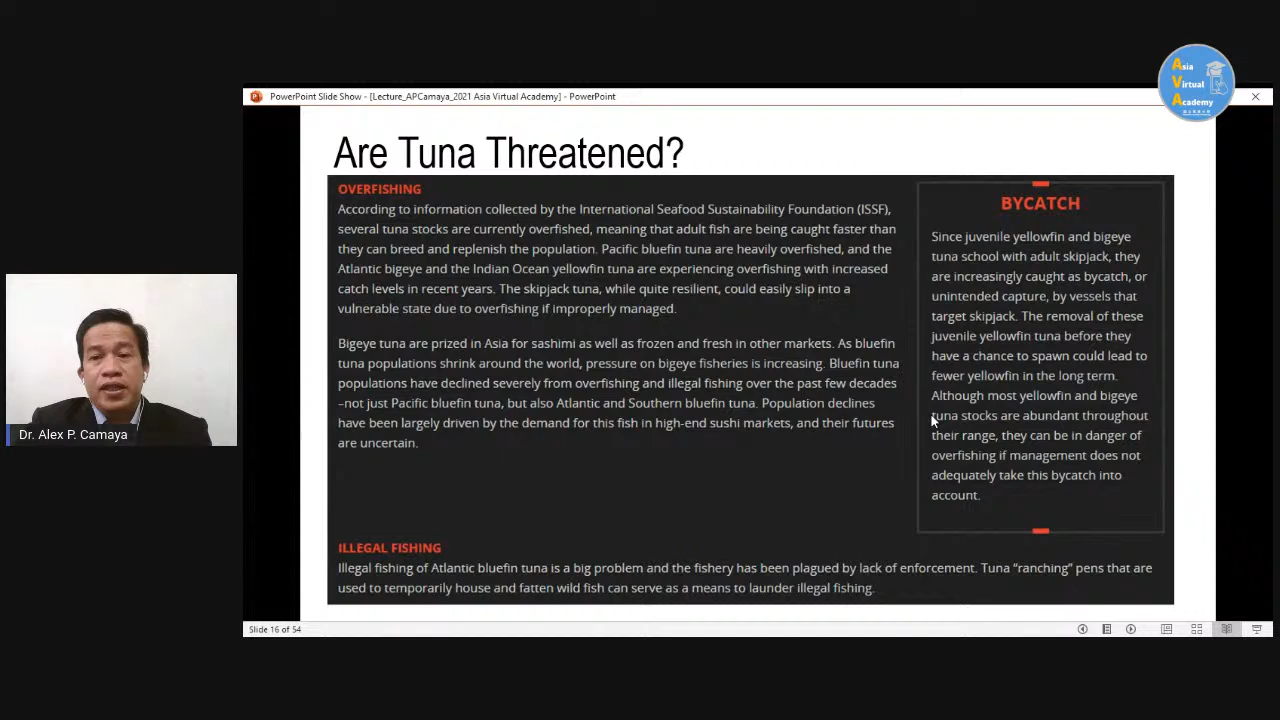 Asia
Virtual
Academy
PowerPoint Slide Show - [Lecture_APCamaya_2021 Asia Virtual Academy] - PowerPoint
Are Tuna Threatened?
OVERFISHING
According to information collected by the International Seafood Sustainability Foundation (ISSF),
several tuna stocks are currently overfished, meaning that adult fish are being caught faster than
they can breed and replenish the population. Pacific bluefin tuna are heavily overfished, and the
Atlantic bigeye and the Indian Ocean yellowfin tuna are experiencing overfishing with increased
catch levels in recent years. The skipjack tuna, while quite resilient, could easily slip into a
vulnerable state due to overfishing if improperly managed.
Bigeye tuna are prized in Asia for sashimi as well as frozen and fresh in other markets. As bluefin
tuna populations shrink around the world, pressure on bigeye fisheries is increasing. Bluefin tuna
populations have declined severely from overfishing and illegal fishing over the past few decades
–not just Pacific bluefin tuna, but also Atlantic and Southern bluefin tuna. Population declines
have been largely driven by the demand for this fish in high-end sushi markets, and their futures
are uncertain.
BYCATCH
Since juvenile yellowfin and bigeye
tuna school with adult skipjack, they
are increasingly caught as bycatch, or
unintended capture, by vessels that
target skipjack. The removal of these
juvenile yellowfin tuna before they
have a chance to spawn could lead to
fewer yellowfin in the long term.
Although most yellowfin and bigeye
tuna stocks are abundant throughout
their range, they can be in danger of
overfishing if management does not
adequately take this bycatch into
account.
ILLEGAL FISHING
Illegal fishing of Atlantic bluefin tuna is a big problem and the fishery has been plagued by lack of enforcement. Tuna “ranching” pens that are
used to temporarily house and fatten wild fish can serve as a means to launder illegal fishing.
Dr. Alex P. Camaya
Slide 16 of 54